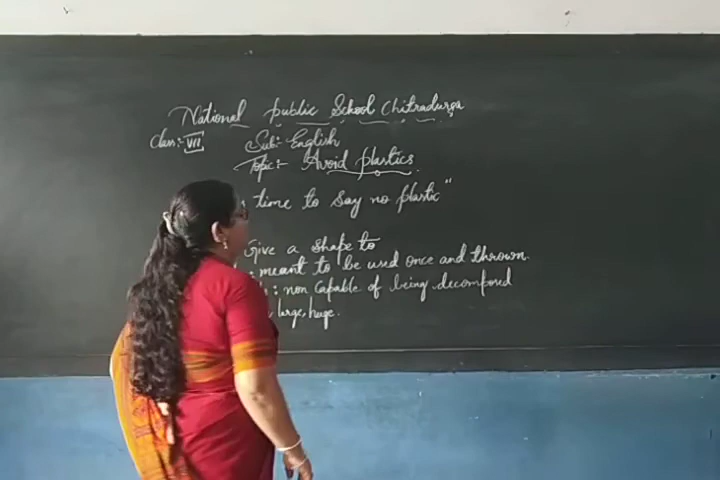 National public School Chitradurga
Class:- VII Sub:- English
Topic:- Avoid plastics
time to say no plastic"
Give a shape to
: meant to be used once and thrown.
: non capable of being decomposed
large, huge.